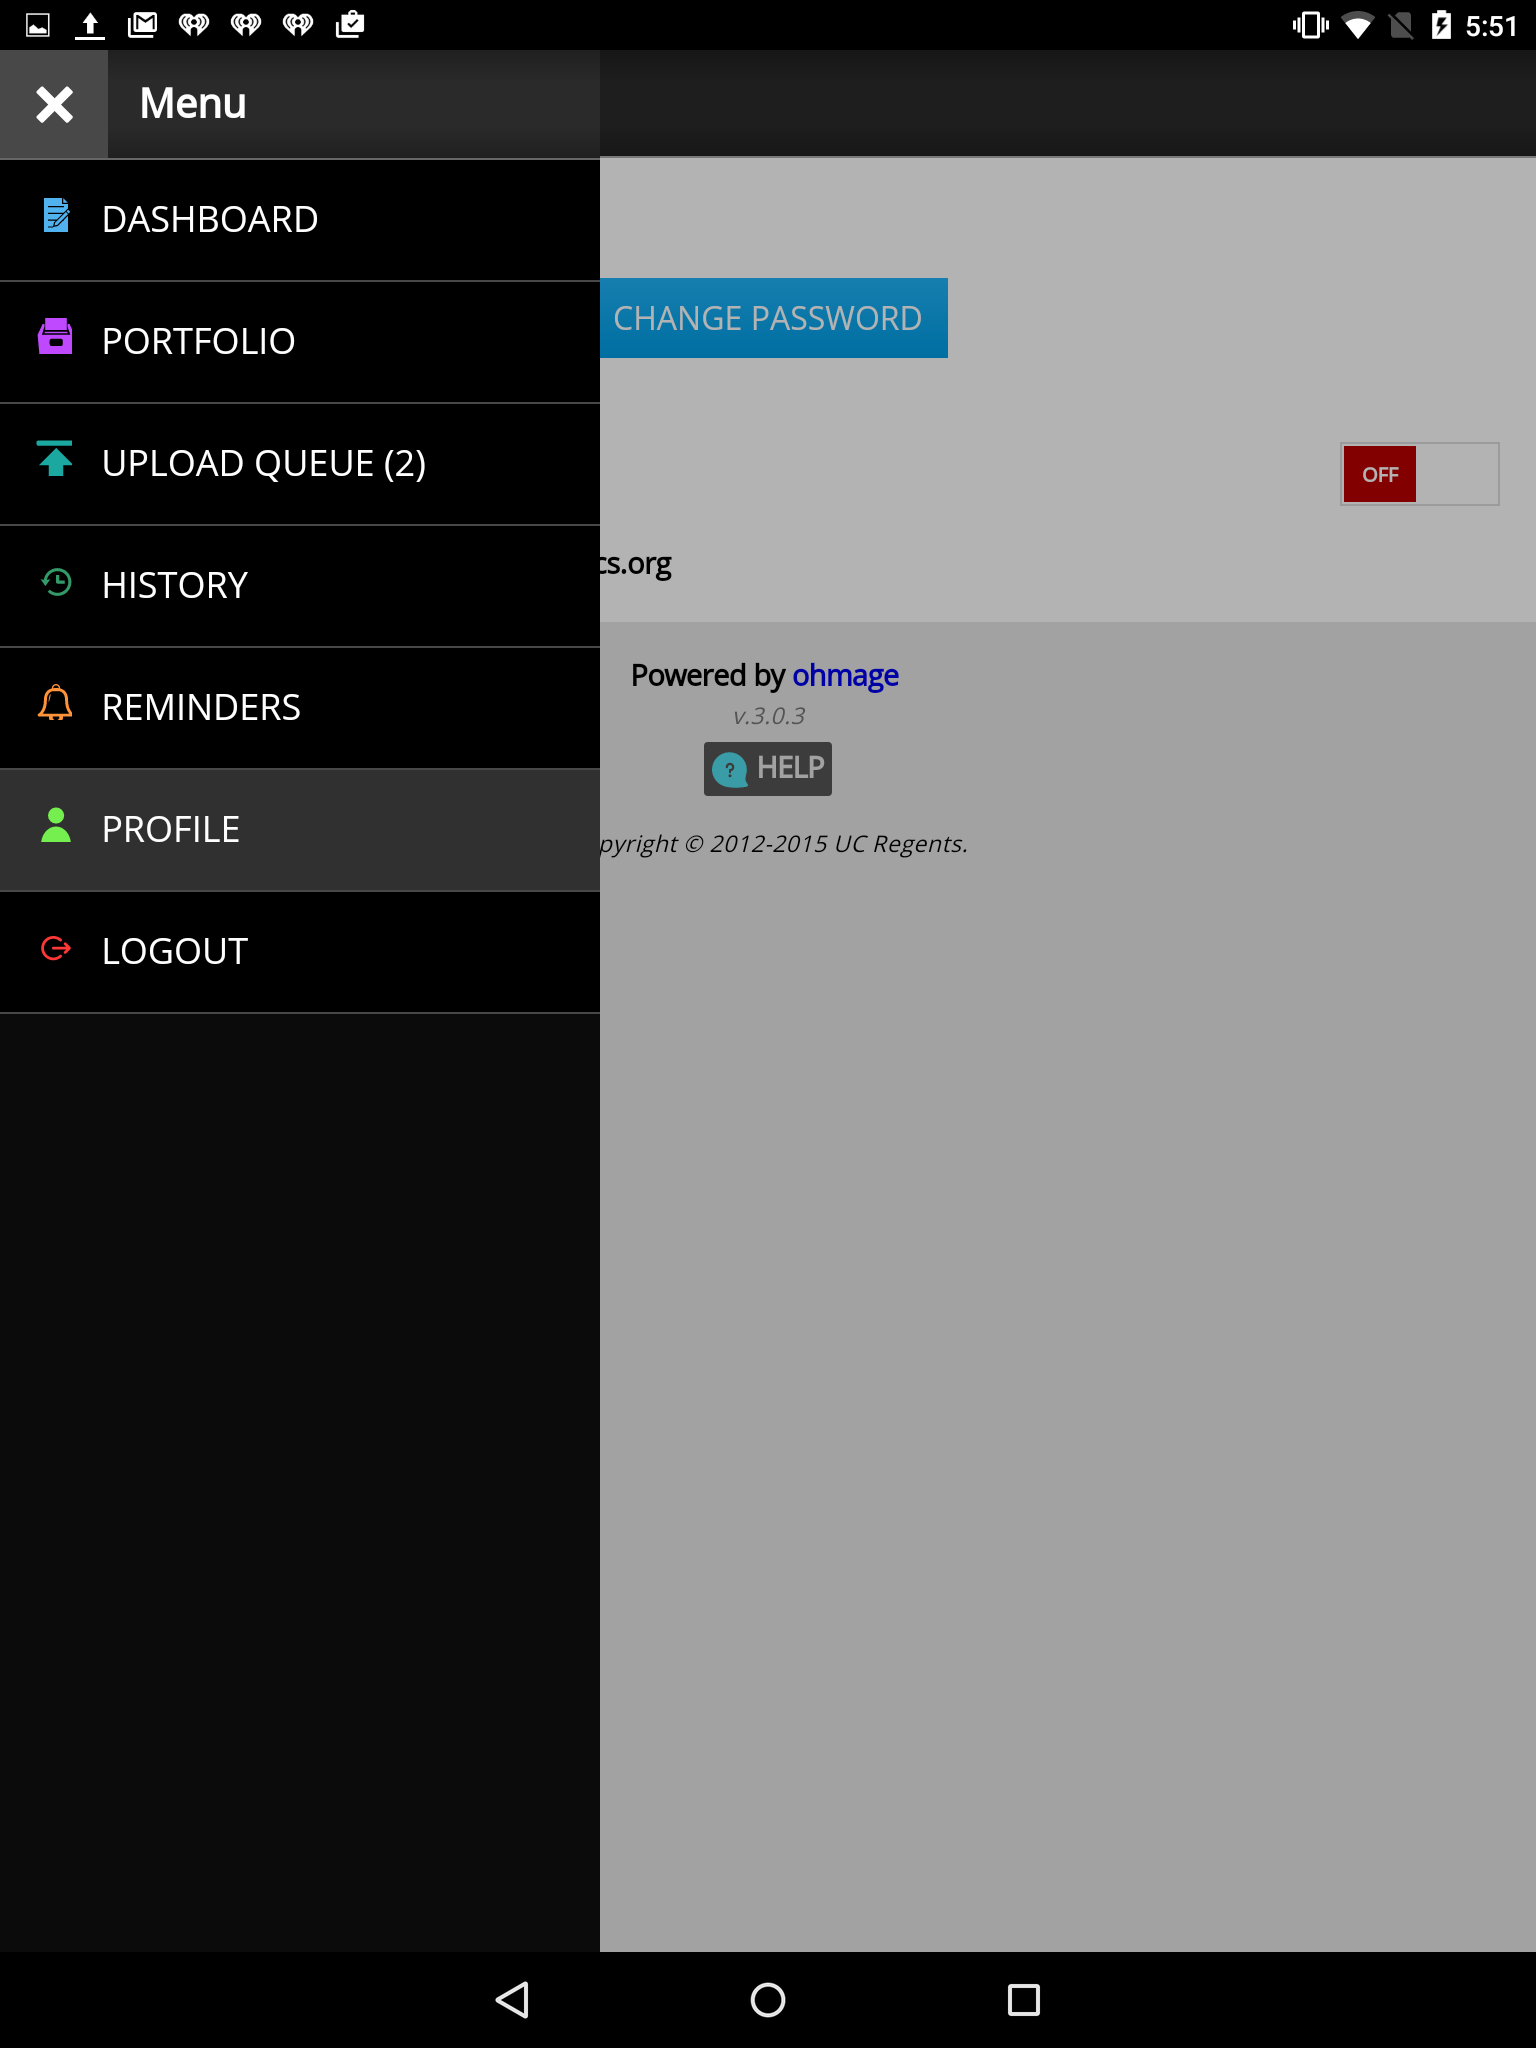 5:51
Menu
DASHBOARD
PORTFOLIO
UPLOAD QUEUE (2)
HISTORY
REMINDERS
PROFILE
LOGOUT
CHANGE PASSWORD
OFF
cs.org
Powered by ohmage
v.3.0.3
? HELP
pyright © 2012-2015 UC Regents.